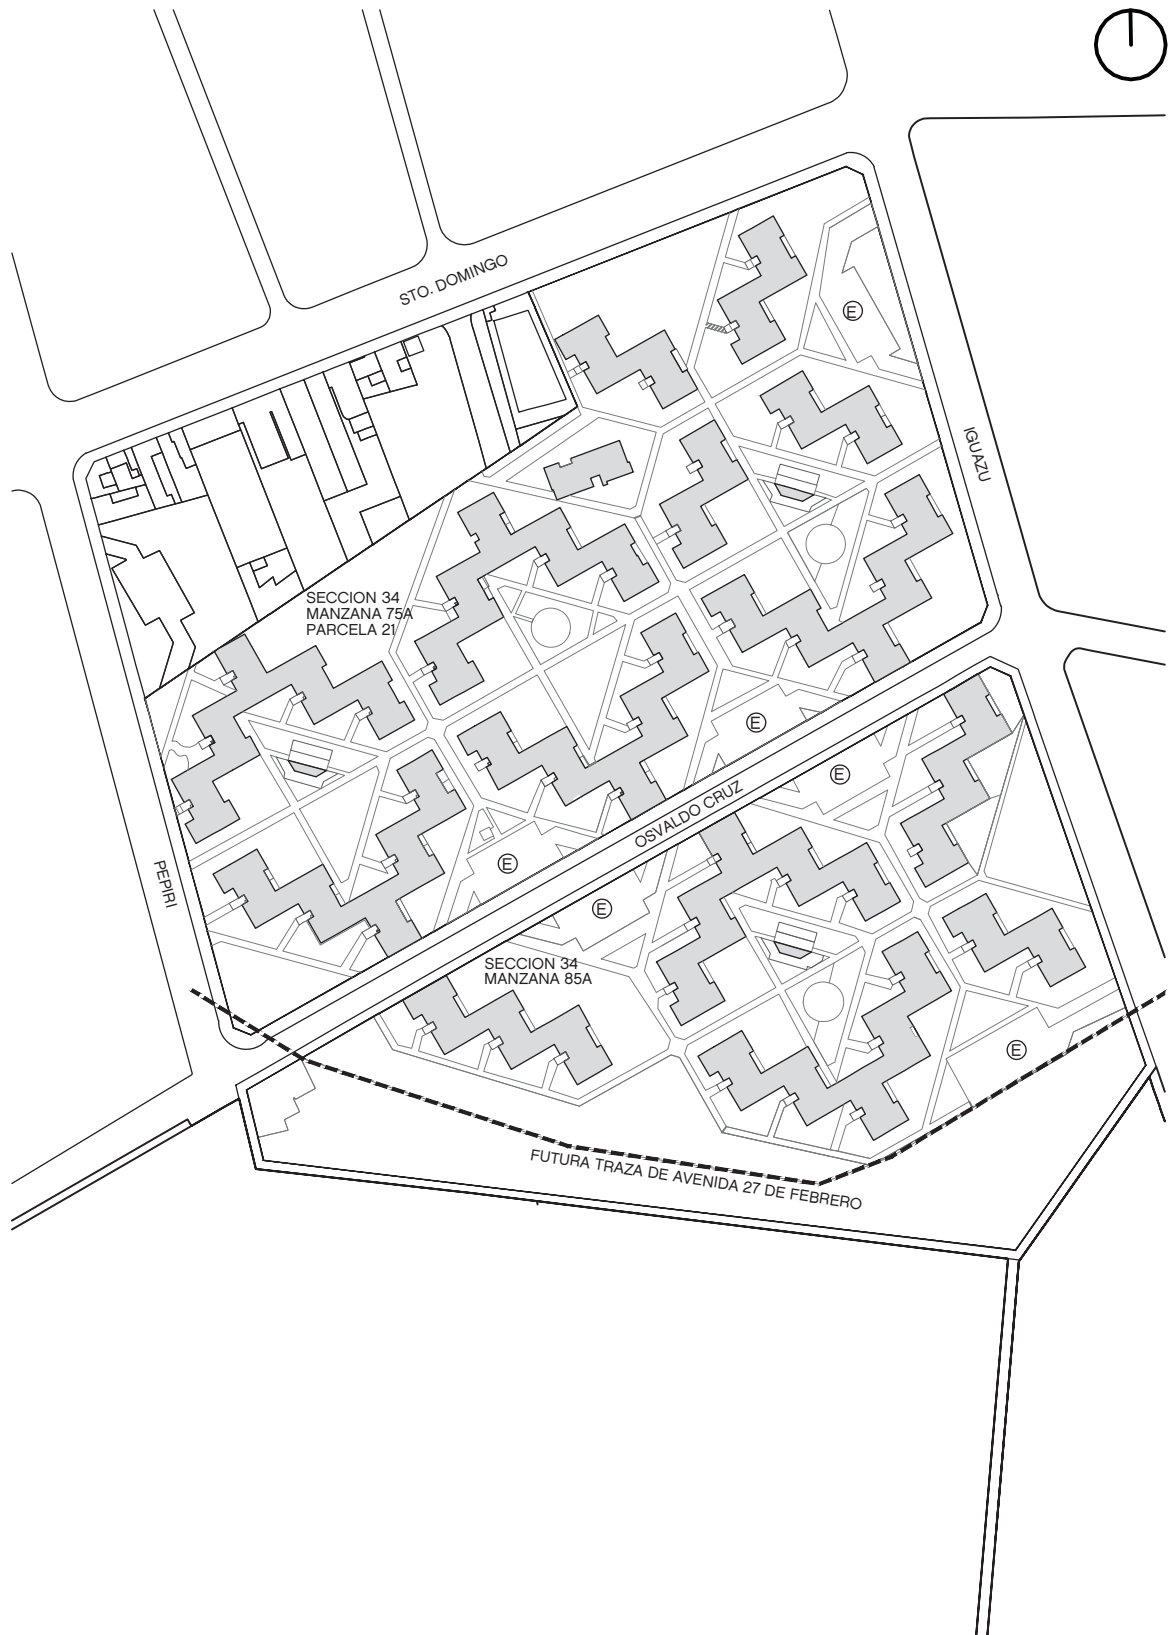 STO. DOMINGO
E
IGUAZU
SECCION 34
MANZANA 75A
PARCELA 21
E
E
OSVALDO CRUZ
E
PEPIRI
E
SECCION 34
MANZANA 85A
E
FUTURA TRAZA DE AVENIDA 27 DE FEBRERO